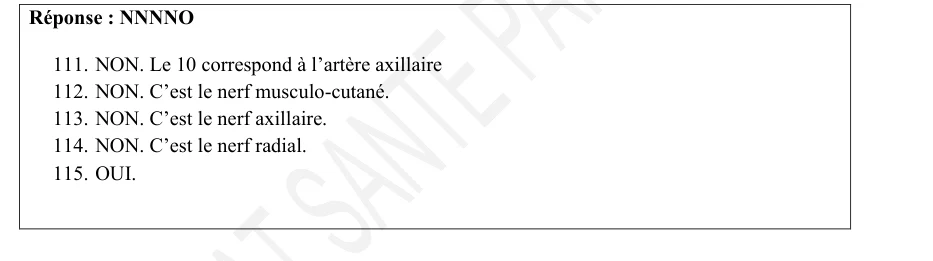 Réponse : NNNNO
111. NON. Le 10 correspond à l’artère axillaire
112. NON. C’est le nerf musculo-cutané.
113. NON. C’est le nerf axillaire.
114. NON. C’est le nerf radial.
115. OUI.
SANTE